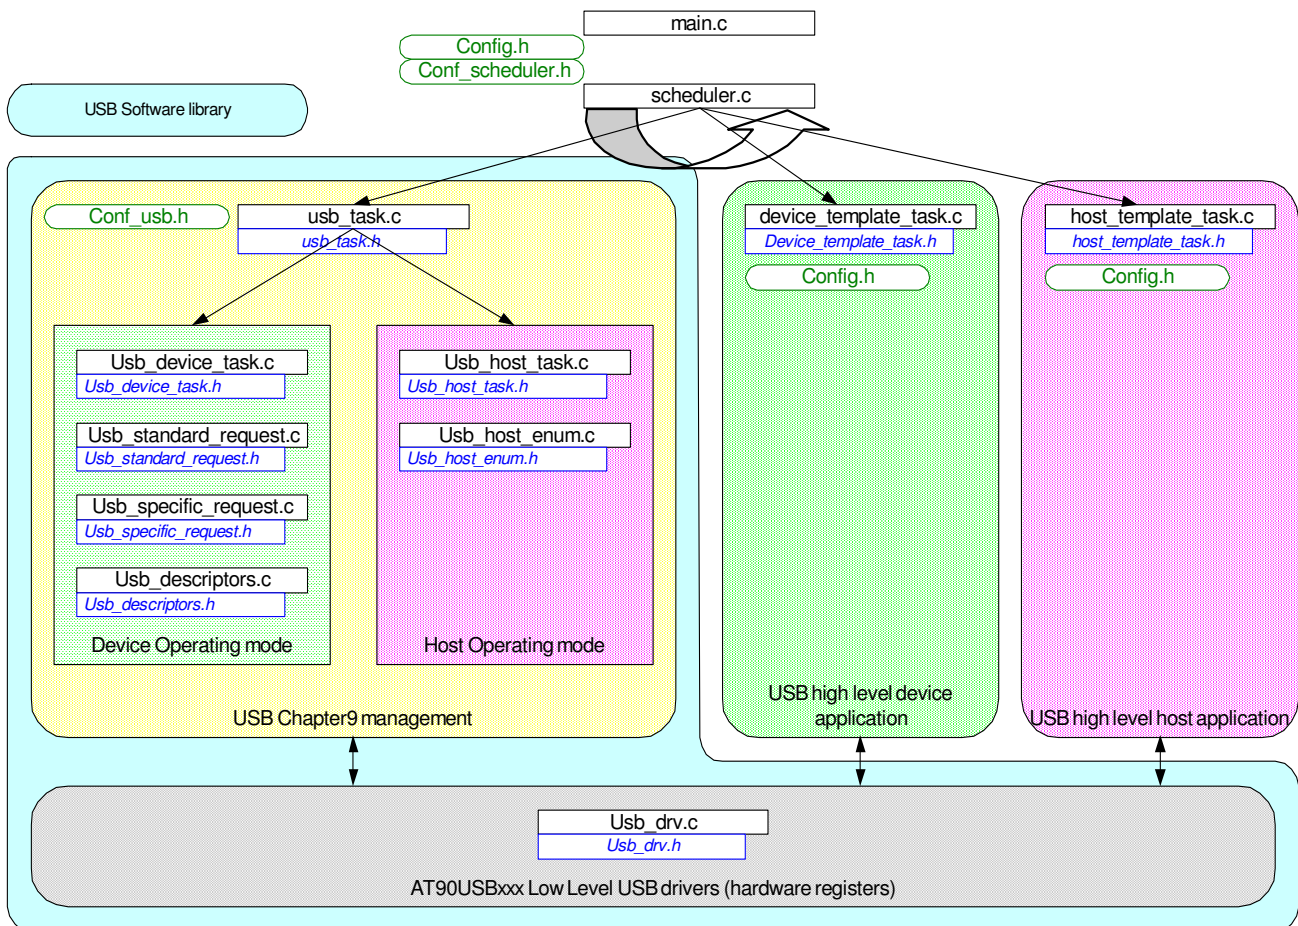 main.c
Config.h
Conf_scheduler.h
scheduler.c
USB Software library
Conf_usb.h
usb_task.c
usb_task.h
device_template_task.c
Device_template_task.h
Config.h
host_template_task.c
host_template_task.h
Config.h
Usb_device_task.c
Usb_device_task.h
Usb_standard_request.c
Usb_standard_request.h
Usb_specific_request.c
Usb_specific_request.h
Usb_descriptors.c
Usb_descriptors.h
Device Operating mode
Usb_host_task.c
Usb_host_task.h
Usb_host_enum.c
Usb_host_enum.h
Host Operating mode
USB Chapter9 management
USB high level device
application
USB high level host application
Usb_drv.c
Usb_drv.h
AT90USBxxx Low Level USB drivers (hardware registers)